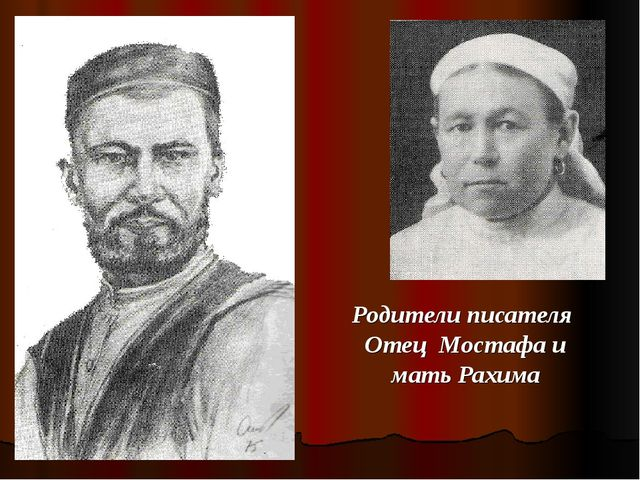 Родители писателя
Отец Мостафа и
мать Рахима